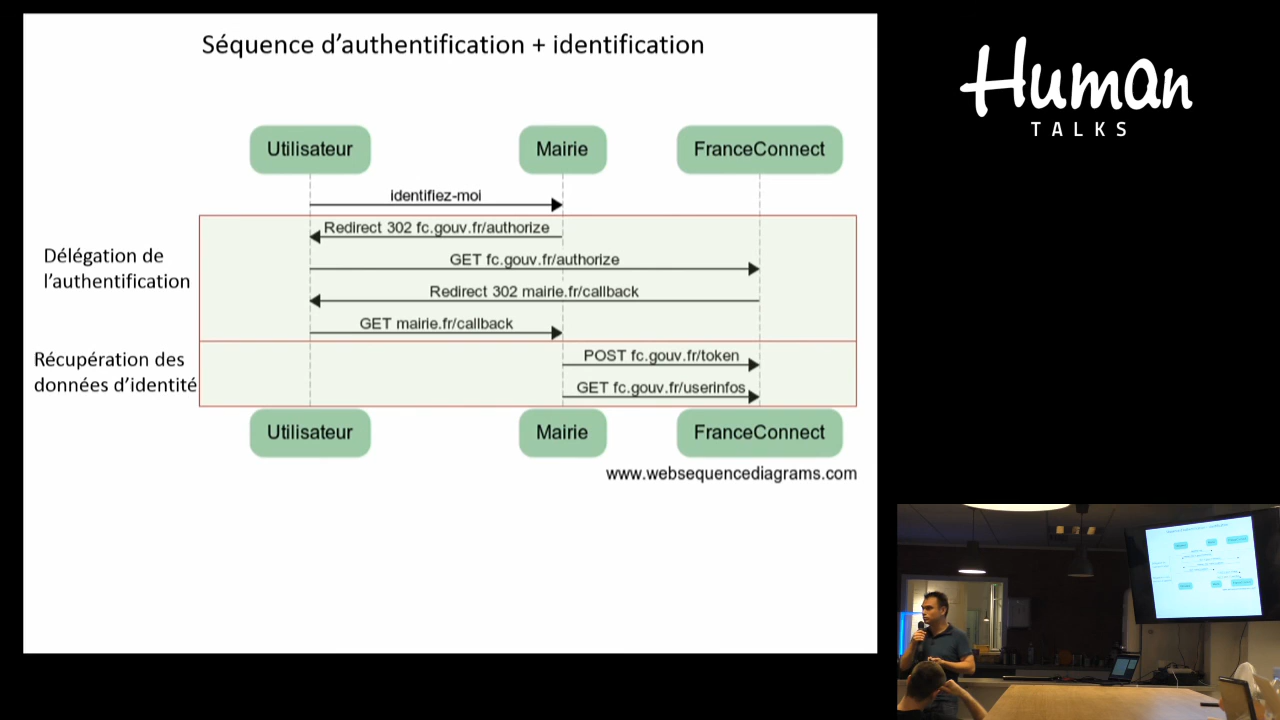 Séquence d'authentification + identification
Human
TALKS
Utilisateur
Mairie
FranceConnect
identifiez-moi
Redirect 302 fc.gouv.fr/authorize
Délégation de
l'authentification
GET fc.gouv.fr/authorize
Redirect 302 mairie.fr/callback
GET mairie.fr/callback
Récupération des
données d'identité
POST fc.gouv.fr/token
GET fc.gouv.fr/userinfos
Utilisateur
Mairie
FranceConnect
www.websequencediagrams.com